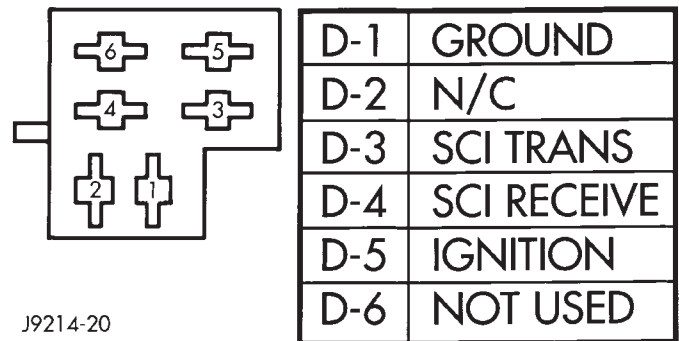 6 5
4 3
2 1
D-1 GROUND
D-2 N/C
D-3 SCI TRANS
D-4 SCI RECEIVE
D-5 IGNITION
D-6 NOT USED
J9214-20